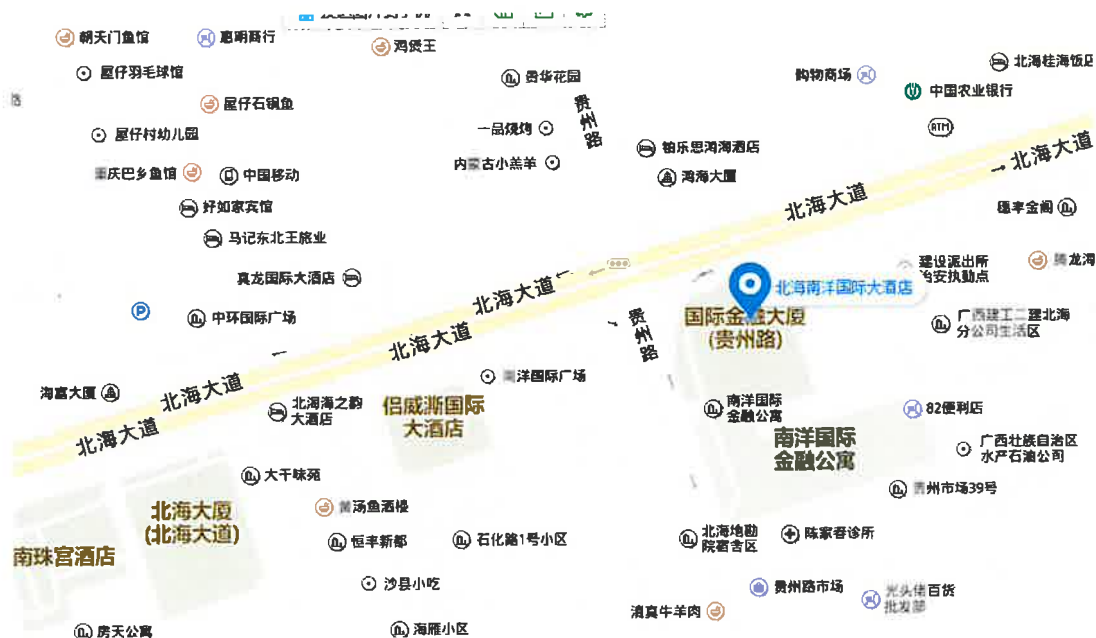 朝天门鱼馆
惠明商行
鸡煲王
屋仔羽毛球馆
贵华花园
购物商场
北海桂海饭店
中国农业银行
屋仔石锅鱼
贵州路
ATM
一品烧烤
屋仔村幼儿园
铂乐思鸿海酒店
北海大道
内蒙古小羔羊
庆巴乡鱼馆
中国移动
鸿海大厦
好如家宾馆
北海大道
穗丰金阁
马记东北王旅业
建设派出所
治安执勤点
龙海
真龙国际大酒店
北海大道
北海南洋国际大酒店
P
中环国际广场
贵州路
国际金融大厦
(贵州路)
广西建工二建北海
分公司生活区
北海大道
洋国际广场
海富大厦
北海大道
北海海之韵
大酒店
侣威澌国际
大酒店
南洋国际
金融公寓
82便利店
北海大道
南洋国际
金融公寓
广西壮族自治区
水产石油公司
大千味苑
州市场39号
北海大厦
(北海大道)
汤鱼酒楼
恒丰新都
石化路1号小区
北海地勘
院宿舍区
陈家春诊所
南珠宫酒店
沙县小吃
贵州路市场
光头佬百货
批发部
清真牛羊肉
房天公寓
海雁小区